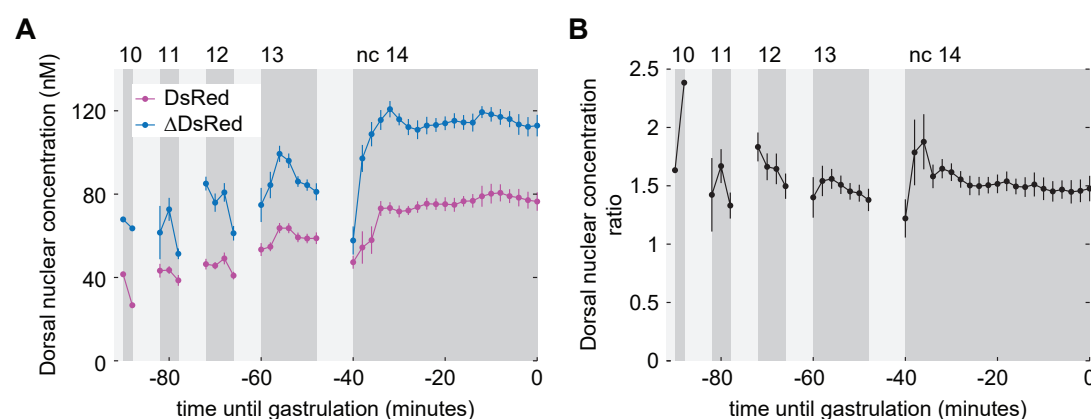 A
10 11 12 13 nc 14
Dorsal nuclear concentration (nM)
DsRed
ΔDsRed
120
80
40
0
-80 -60 -40 -20 0
time until gastrulation (minutes)
B
10 11 12 13 nc 14
Dorsal nuclear concentration
ratio
2.5
2
1.5
1
0.5
0
-80 -60 -40 -20 0
time until gastrulation (minutes)